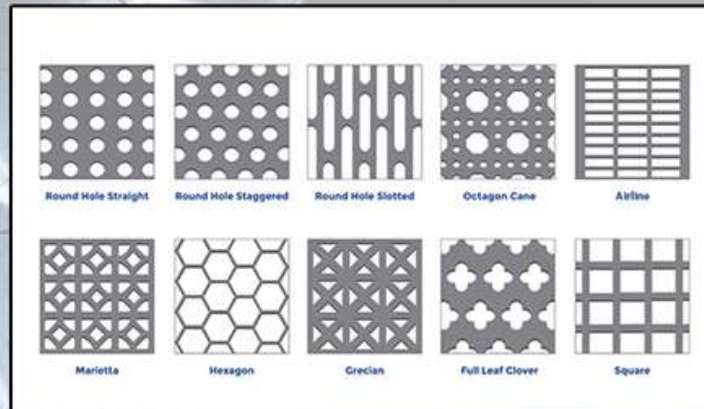 Round Hole Straight
Round Hole Staggered
Round Hole Slotted
Octagon Cane
Airline
Marietta
Hexagon
Grecian
Full Leaf Clover
Square